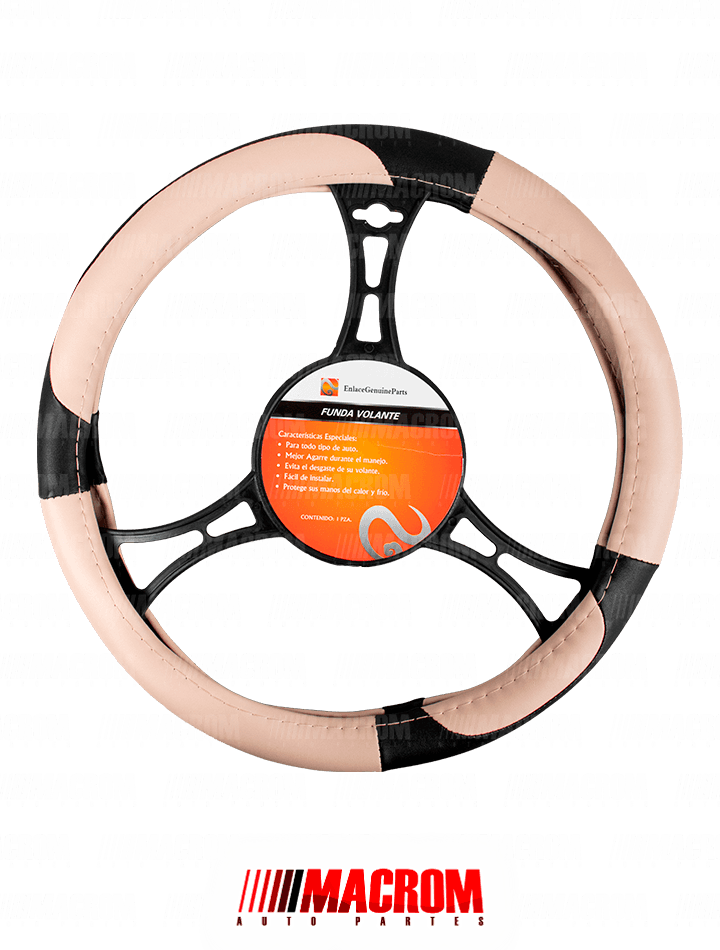 EnlaceGenuineParts
FUNDA VOLANTE
Características Especiales:
• Para todo tipo de auto.
• Mejor Agarre durante el manejo.
• Evita el desgaste de su volante.
• Fácil de instalar.
• Protege sus manos del calor y frío.
CONTENIDO: 1 PZA.
MACROM
AUTO PARTES